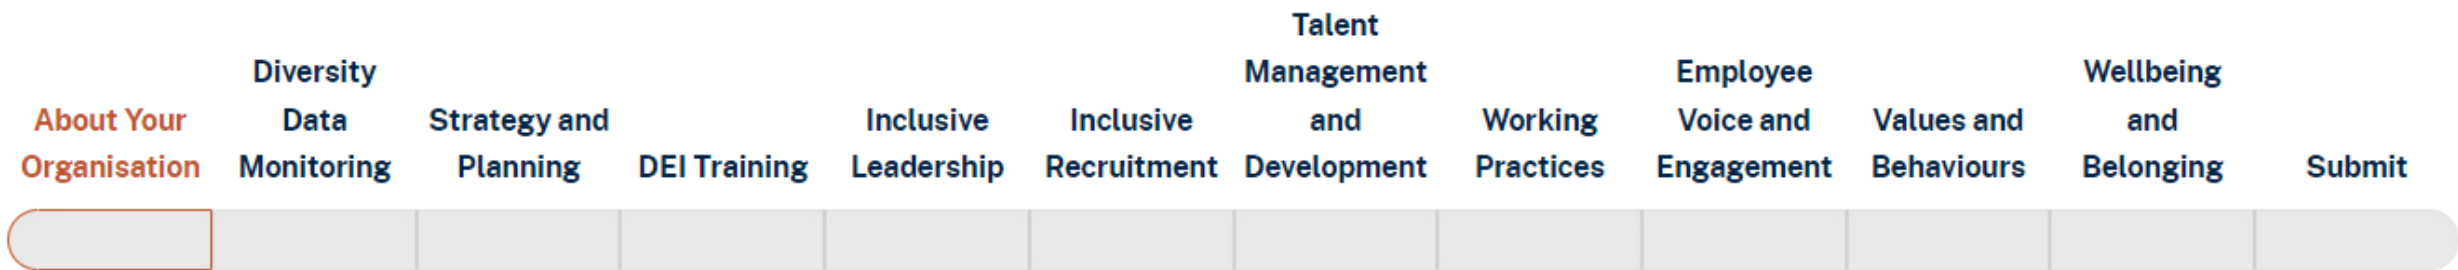 About Your
Organisation
Diversity
Data
Monitoring
Strategy and
Planning
DEI Training
Inclusive
Leadership
Inclusive
Recruitment
Talent
Management
and
Development
Working
Practices
Employee
Voice and
Engagement
Values and
Behaviours
Wellbeing
and
Belonging
Submit